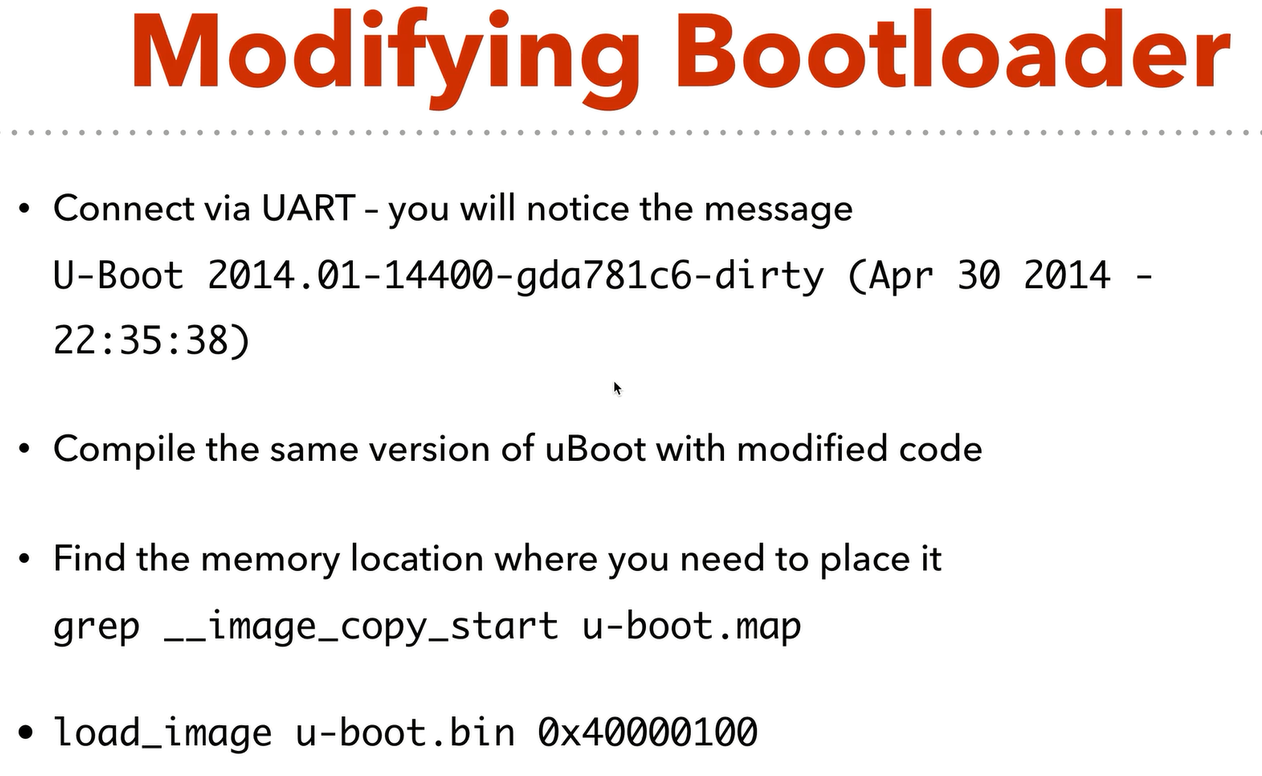 Modifying Bootloader
• Connect via UART – you will notice the message
U-Boot 2014.01-14400-gda781c6-dirty (Apr 30 2014 -
22:35:38)
• Compile the same version of uBoot with modified code
• Find the memory location where you need to place it
grep __image_copy_start u-boot.map
• load_image u-boot.bin 0x40000100